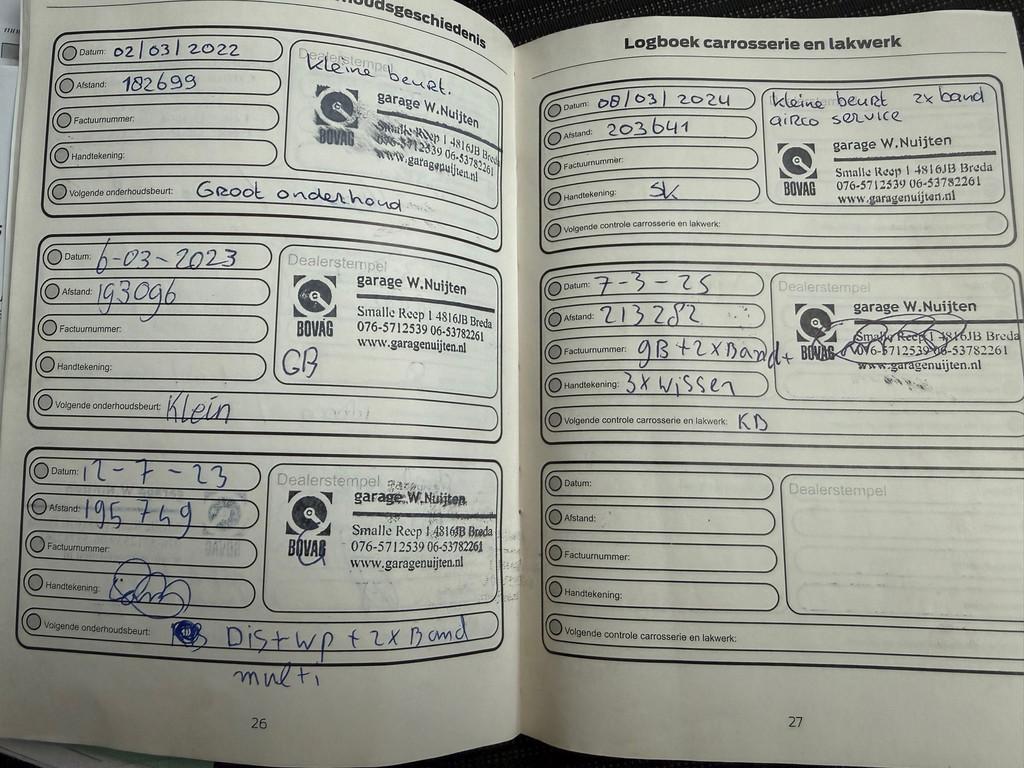 houdsgeschiedenis
Datum: 02/03/2022
Dealerstempel
kleine beurt.
Afstand: 182699
garage W.Nuijten
Factuurnummer:
BOVAG
Smalle Reep 1 4816JB Breda
076-5712539 06-53782261
www.garagenuijten.nl
Handtekening:
Volgende onderhoudsbeurt: Groot onderhoud
Datum: 6-03-2023
Dealerstempel
Afstand: 193096
garage W.Nuijten
BOVAG
Smalle Reep 1 4816JB Breda
076-5712539 06-53782261
www.garagenuijten.nl
Factuurnummer:
Handtekening:
GB
Volgende onderhoudsbeurt: Klein
Datum: 12-7-23
Dealerstempel
Afstand: 195749
garage W.Nuijten
BOVAG
Smalle Reep 1 4816JB Breda
076-5712539 06-53782261
www.garagenuijten.nl
Factuurnummer:
Handtekening:
Volgende onderhoudsbeurt: Dis+wp + 2x Band
multi
26
Logboek carrosserie en lakwerk
Datum: 08/03/2024
kleine beurt 2x band
airco service
Afstand: 203641
garage W.Nuijten
BOVAG
Smalle Reep 1 4816JB Breda
076-5712539 06-53782261
www.garagenuijten.nl
Factuurnummer:
Handtekening: SK
Volgende controle carrosserie en lakwerk:
Datum: 7-3-25
Dealerstempel
Afstand: 213282
garage W.Nuijten
BOVAG
Smalle Reep 1 4816JB Breda
076-5712539 06-53782261
www.garagenuijten.nl
Factuurnummer: GB + 2x Band +
Handtekening: 3x wissen
Volgende controle carrosserie en lakwerk: KB
Datum:
Dealerstempel
Afstand:
Factuurnummer:
Handtekening:
Volgende controle carrosserie en lakwerk:
27